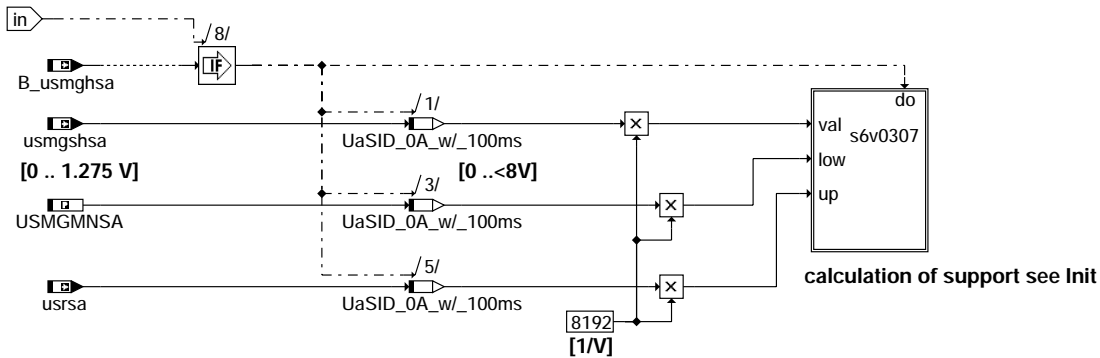 in
/8/
IF
B_usmghsa
do
/1/
val
s6v0307
usmgshsa
UaSID_0A_w/_100ms
[0 .. 1.275 V]
[0 ..<8V]
low
/3/
up
USMGMNSA
UaSID_0A_w/_100ms
/5/
calculation of support see Init
usrsa
UaSID_0A_w/_100ms
8192
[1/V]